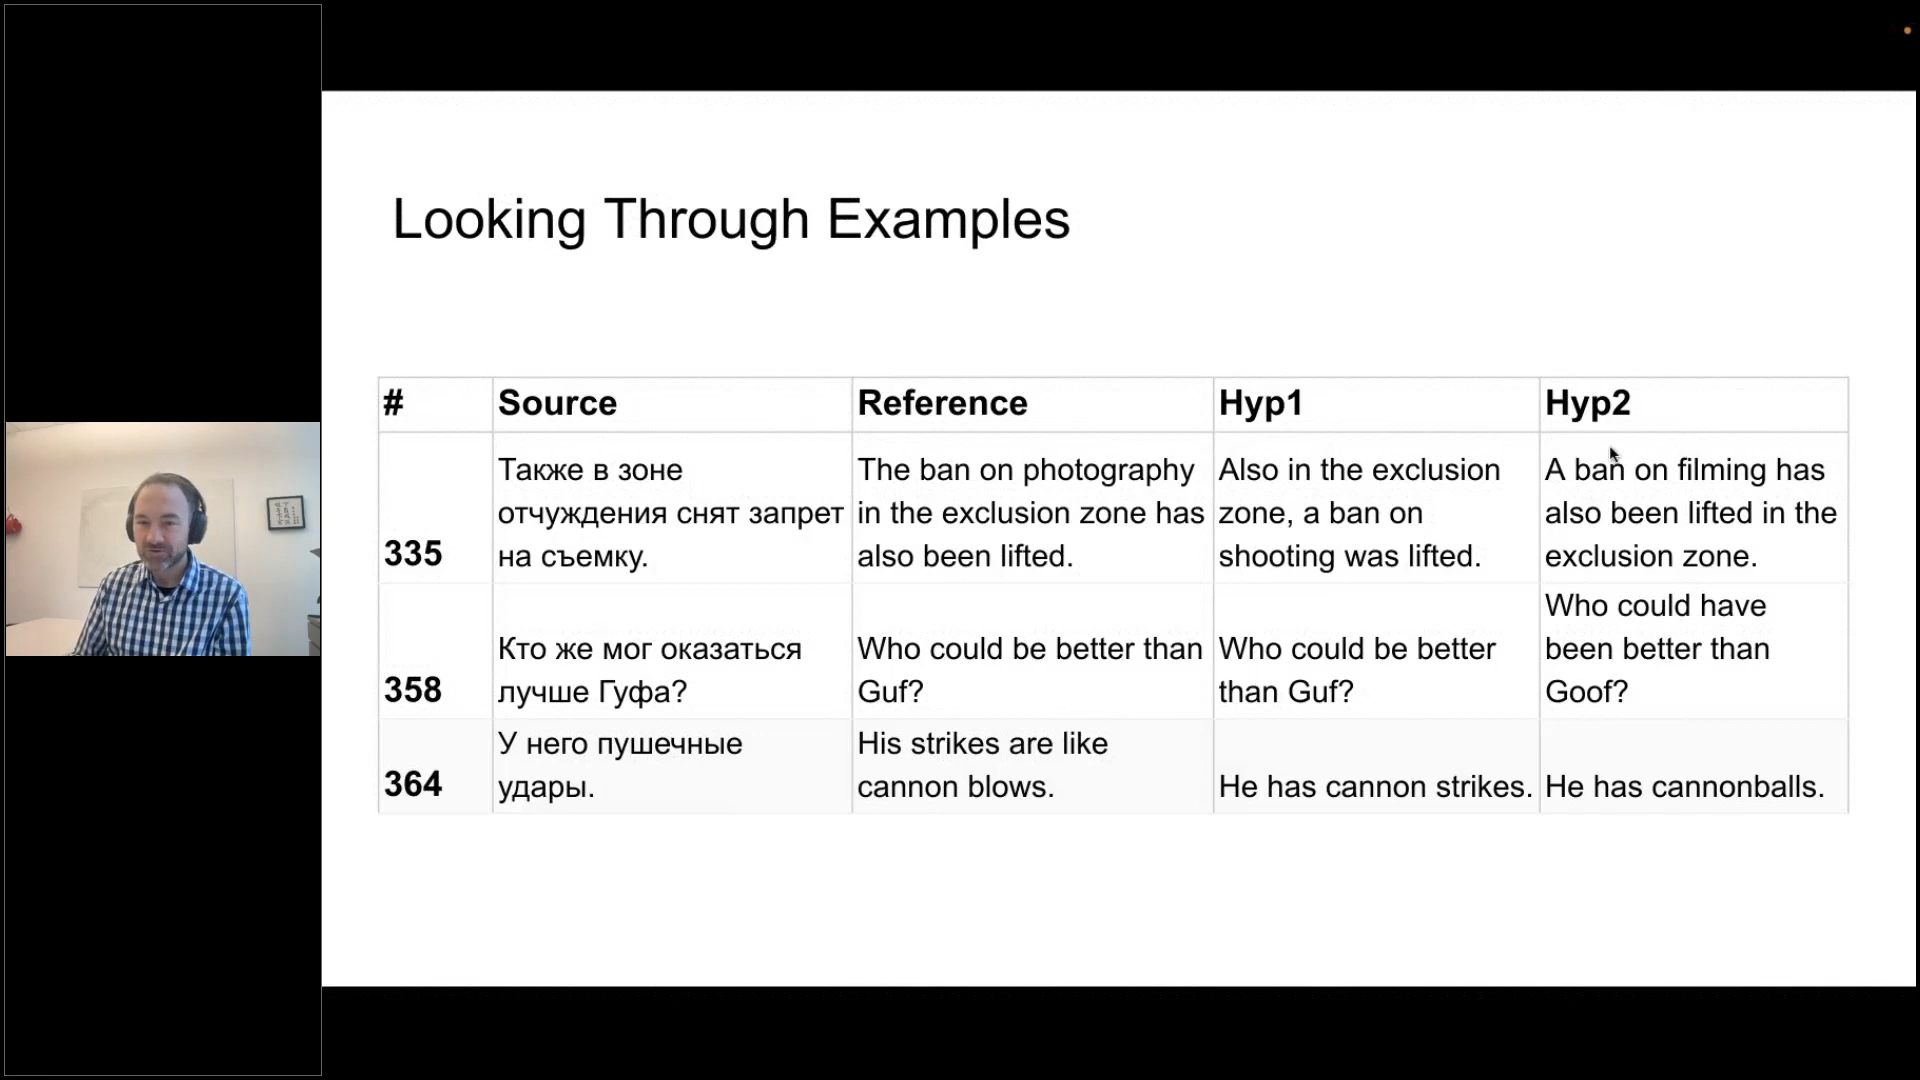 Looking Through Examples
# Source Reference Hyp1 Hyp2
335
Также в зоне
отчуждения снят запрет
на съемку.
The ban on photography
in the exclusion zone has
also been lifted.
Also in the exclusion
zone, a ban on
shooting was lifted.
A ban on filming has
also been lifted in the
exclusion zone.
358
Кто же мог оказаться
лучше Гуфа?
Who could be better than
Guf?
Who could be better
than Guf?
Who could have
been better than
Goof?
364
У него пушечные
удары.
His strikes are like
cannon blows.
He has cannon strikes.
He has cannonballs.